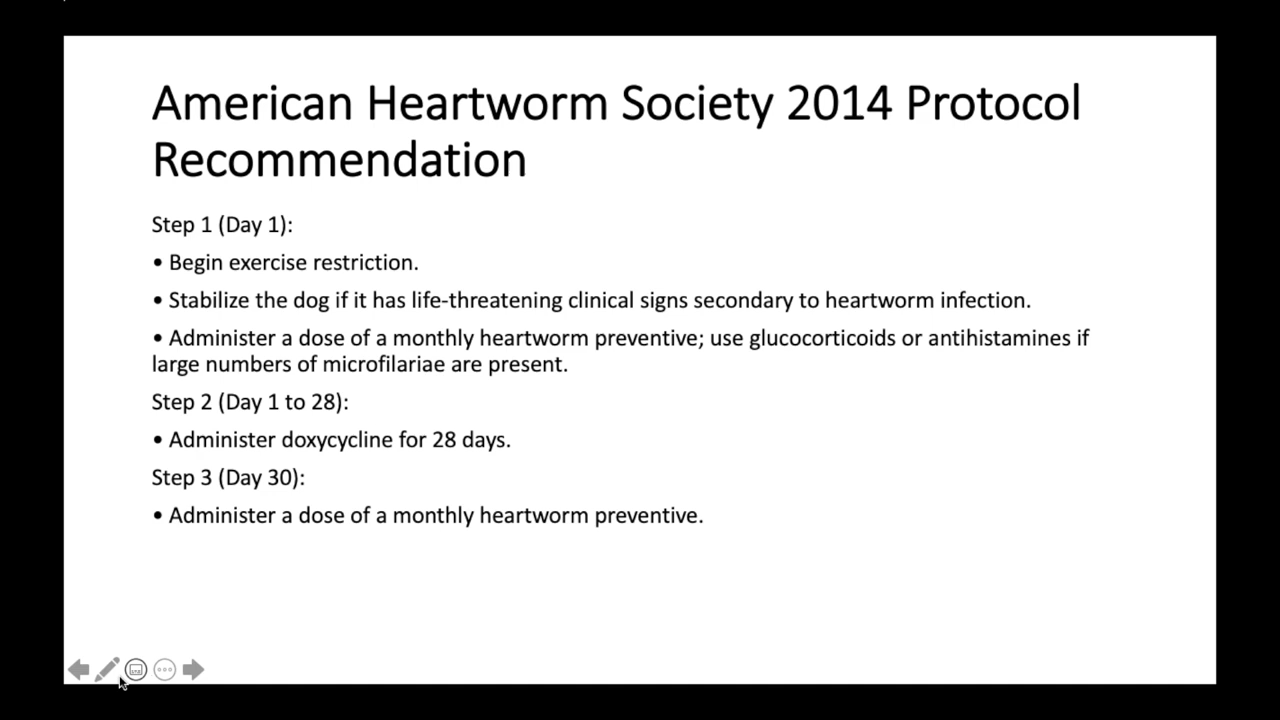 American Heartworm Society 2014 Protocol
Recommendation
Step 1 (Day 1):
• Begin exercise restriction.
• Stabilize the dog if it has life-threatening clinical signs secondary to heartworm infection.
• Administer a dose of a monthly heartworm preventive; use glucocorticoids or antihistamines if
large numbers of microfilariae are present.
Step 2 (Day 1 to 28):
• Administer doxycycline for 28 days.
Step 3 (Day 30):
• Administer a dose of a monthly heartworm preventive.